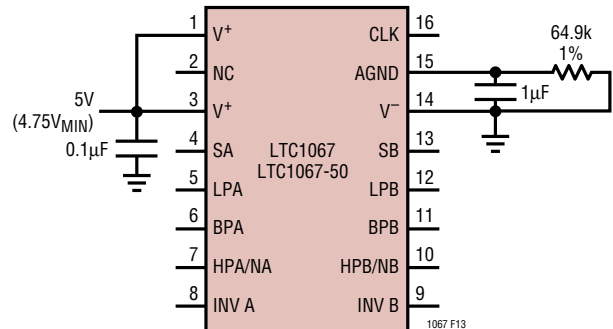 1
V+
CLK
16
64.9k
1%
2
NC
AGND
15
1µF
5V
(4.75VMIN)
3
V+
V−
14
0.1µF
4
SA
LTC1067
LTC1067-50
SB
13
5
LPA
LPB
12
6
BPA
BPB
11
7
HPA/NA
HPB/NB
10
8
INV A
INV B
9
1067 F13